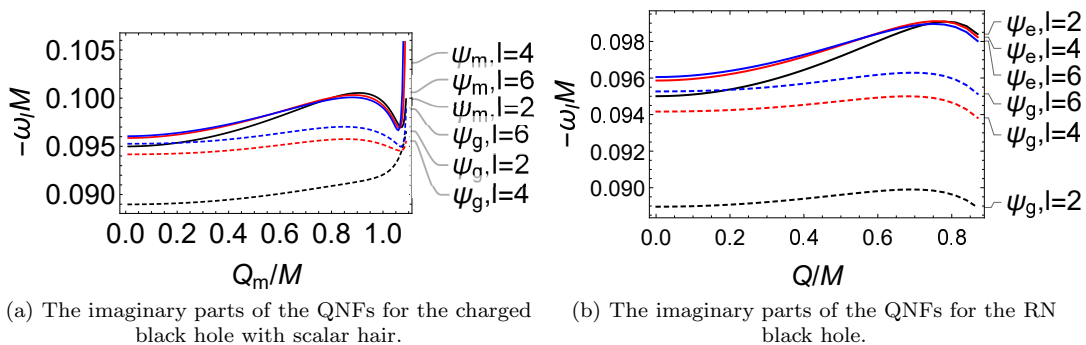 0.105
0.100
0.095
0.090
-ω_I M
0.0 0.2 0.4 0.6 0.8 1.0
Q_m/M
ψ_m,l=4
ψ_m,l=6
ψ_m,l=2
ψ_g,l=6
ψ_g,l=2
ψ_g,l=4
(a) The imaginary parts of the QNFs for the charged
black hole with scalar hair.
0.098
0.096
0.094
0.092
0.090
-ω_I M
0.0 0.2 0.4 0.6 0.8
Q/M
ψ_e,l=2
ψ_e,l=4
ψ_e,l=6
ψ_g,l=6
ψ_g,l=4
ψ_g,l=2
(b) The imaginary parts of the QNFs for the RN
black hole.